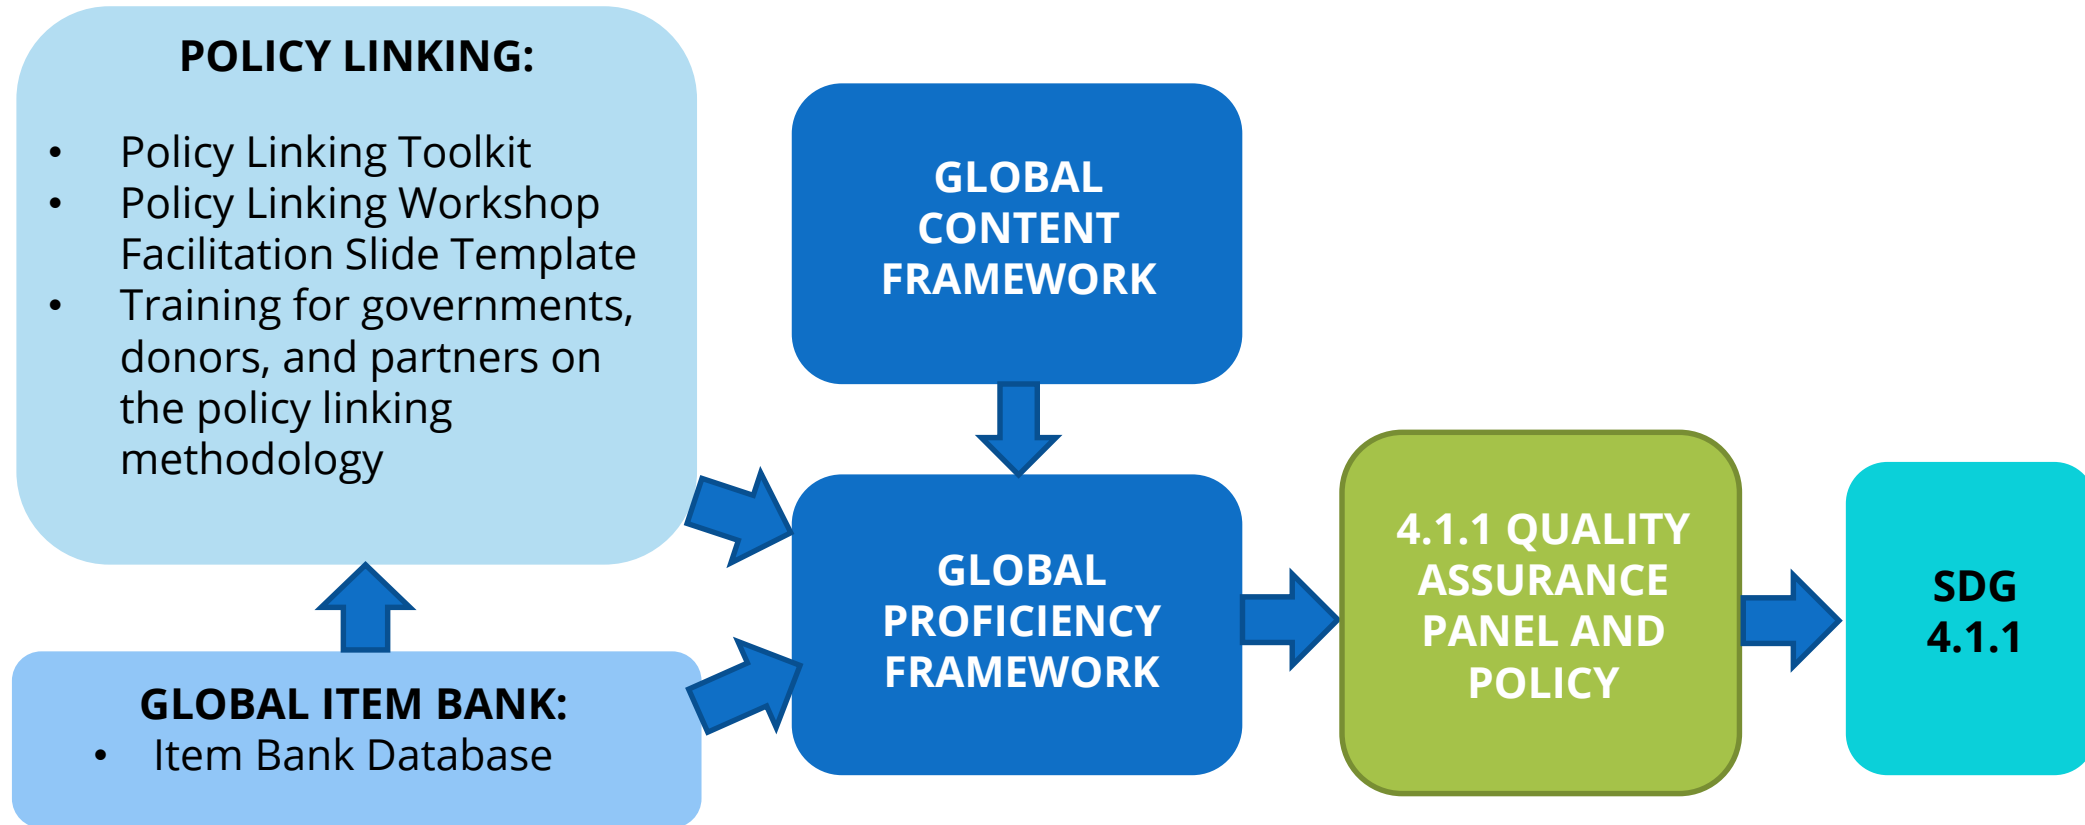 POLICY LINKING:
• Policy Linking Toolkit
• Policy Linking Workshop
Facilitation Slide Template
• Training for governments,
donors, and partners on
the policy linking
methodology
GLOBAL ITEM BANK:
• Item Bank Database
GLOBAL
CONTENT
FRAMEWORK
GLOBAL
PROFICIENCY
FRAMEWORK
4.1.1 QUALITY
ASSURANCE
PANEL AND
POLICY
SDG
4.1.1